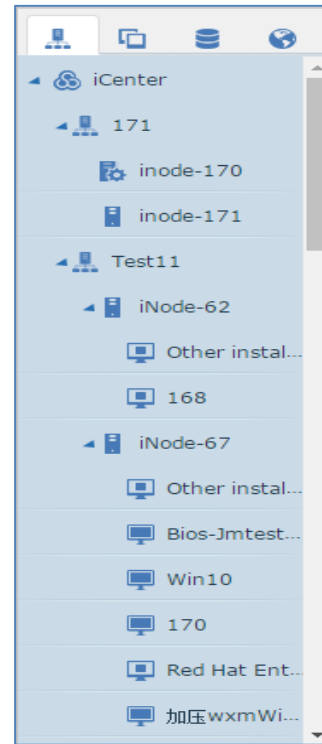 iCenter
171
inode-170
inode-171
Test11
iNode-62
Other instal...
168
iNode-67
Other instal...
Bios-Jmtest...
Win10
170
Red Hat Ent...
加压wxmWi...